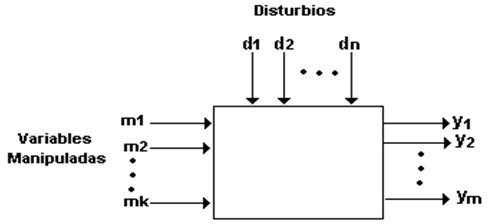 Disturbios
d1 d2 dn
m1
Variables
Manipuladas
m2
mk
y1
y2
ym